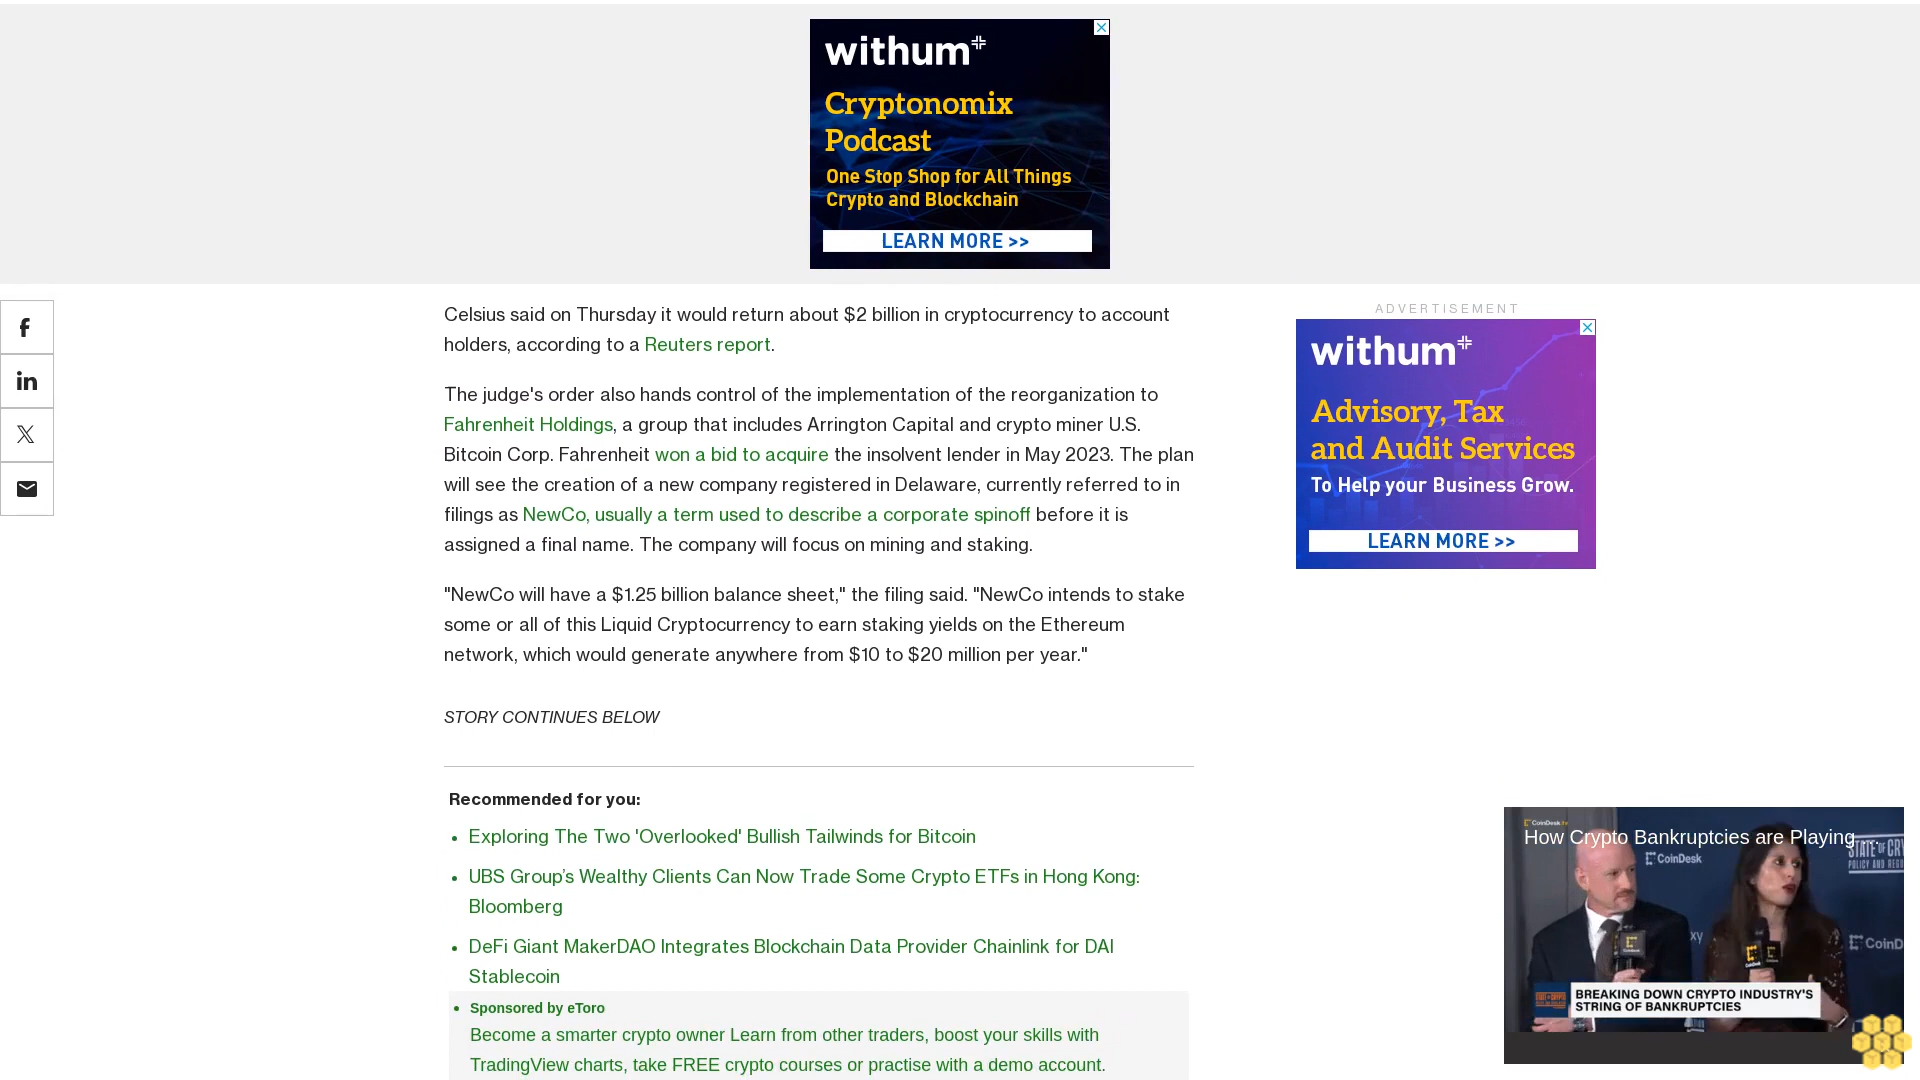 withum
Cryptonomix
Podcast
One Stop Shop for All Things
Crypto and Blockchain
LEARN MORE >>
Celsius said on Thursday it would return about $2 billion in cryptocurrency to account
holders, according to a Reuters report.
The judge's order also hands control of the implementation of the reorganization to
Fahrenheit Holdings, a group that includes Arrington Capital and crypto miner U.S.
Bitcoin Corp. Fahrenheit won a bid to acquire the insolvent lender in May 2023. The plan
will see the creation of a new company registered in Delaware, currently referred to in
filings as NewCo, usually a term used to describe a corporate spinoff before it is
assigned a final name. The company will focus on mining and staking.
"NewCo will have a $1.25 billion balance sheet," the filing said. "NewCo intends to stake
some or all of this Liquid Cryptocurrency to earn staking yields on the Ethereum
network, which would generate anywhere from $10 to $20 million per year."
STORY CONTINUES BELOW
Recommended for you:
• Exploring The Two 'Overlooked' Bullish Tailwinds for Bitcoin
• UBS Group’s Wealthy Clients Can Now Trade Some Crypto ETFs in Hong Kong:
Bloomberg
• DeFi Giant MakerDAO Integrates Blockchain Data Provider Chainlink for DAI
Stablecoin
• Sponsored by eToro
Become a smarter crypto owner Learn from other traders, boost your skills with
TradingView charts, take FREE crypto courses or practise with a demo account.
ADVERTISEMENT
withum
Advisory, Tax
and Audit Services
To Help your Business Grow.
LEARN MORE >>
CoinDesk tv
How Crypto Bankruptcies are Playing ...
STATE OF CRY
POLICY AND REG
CoinDesk
xy
CoinD
BREAKING DOWN CRYPTO INDUSTRY'S
STRING OF BANKRUPTCIES